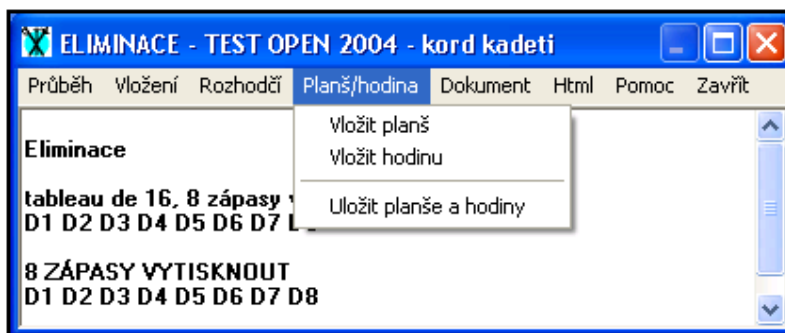 ELIMINACE - TEST OPEN 2004 - kord kadeti
Průběh Vložení Rozhodčí Planš/hodina Dokument Html Pomoc Zavřít
Vložit planš
Vložit hodinu
Uložit planše a hodiny
Eliminace
tableau de 16, 8 zápasy
D1 D2 D3 D4 D5 D6 D7
8 ZÁPASY VYTISKNOUT
D1 D2 D3 D4 D5 D6 D7 D8